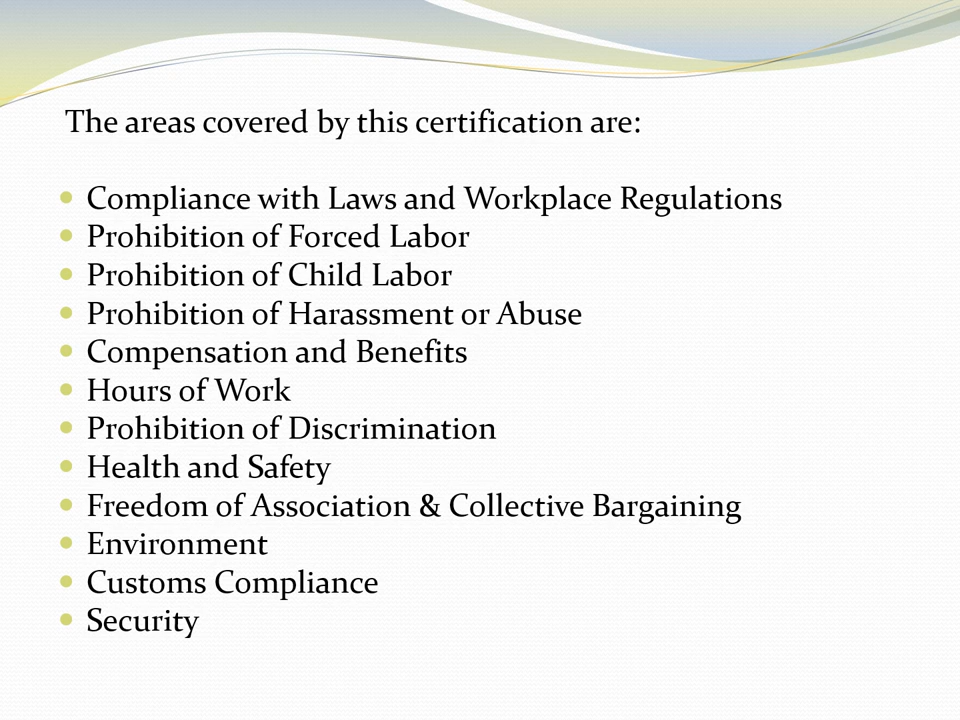 The areas covered by this certification are:
Compliance with Laws and Workplace Regulations
Prohibition of Forced Labor
Prohibition of Child Labor
Prohibition of Harassment or Abuse
Compensation and Benefits
Hours of Work
Prohibition of Discrimination
Health and Safety
Freedom of Association & Collective Bargaining
Environment
Customs Compliance
Security